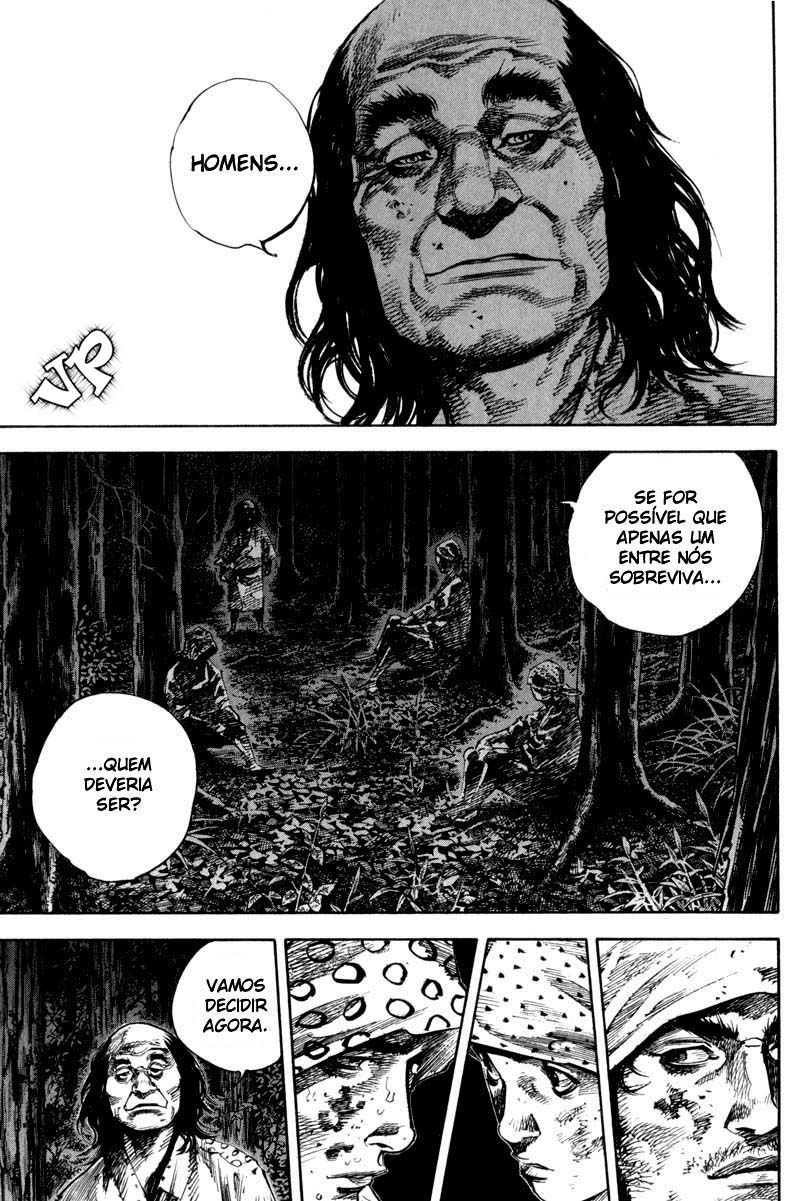 HOMENS...
VP
SE FOR
POSSÍVEL QUE
APENAS UM
ENTRE NÓS
SOBREVIVA...
...QUEM
DEVERIA
SER?
VAMOS
DECIDIR
AGORA.